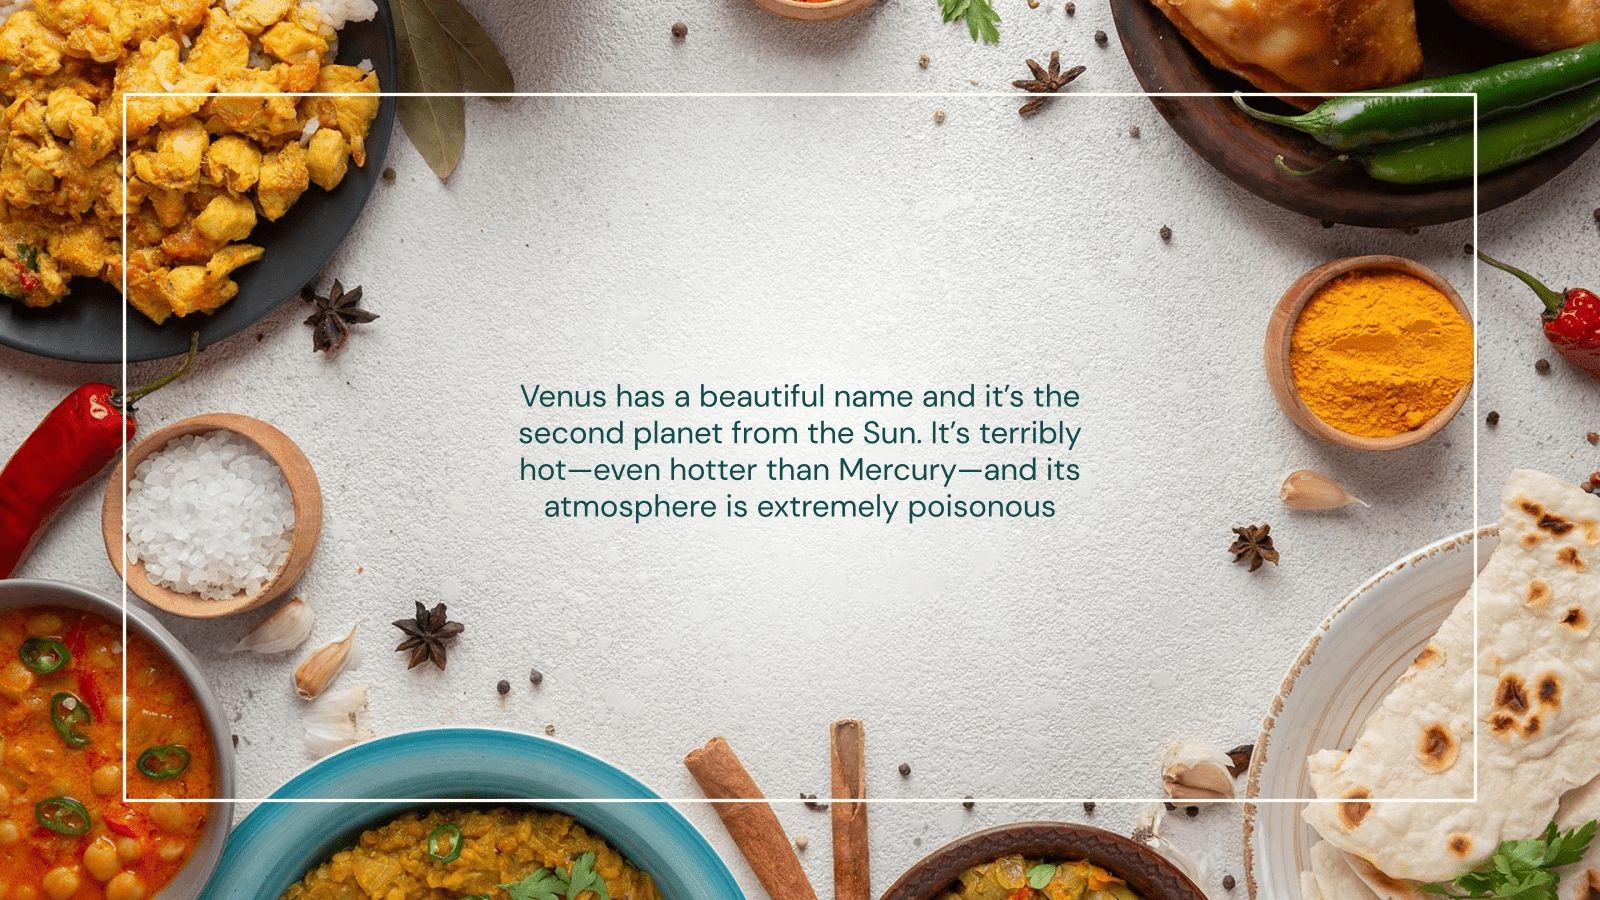 Venus has a beautiful name and it’s the
second planet from the Sun. It’s terribly
hot—even hotter than Mercury—and its
atmosphere is extremely poisonous